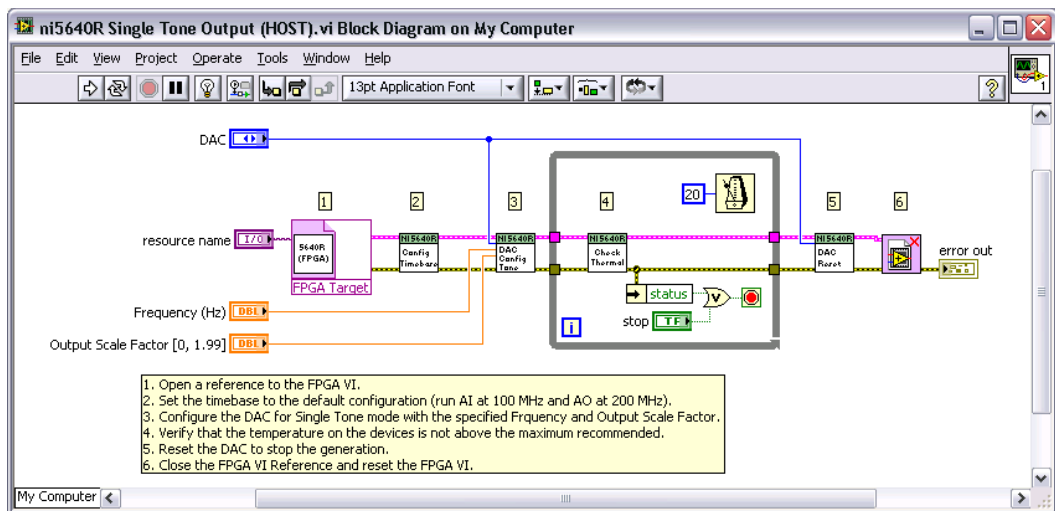 ni5640R Single Tone Output (HOST).vi Block Diagram on My Computer
File Edit View Project Operate Tools Window Help
13pt Application Font
1
DAC
1
2
3
4
20
5
6
resource name
I/O
5640R
(FPGA)
FPGA Target
NI5640R
Config
Timebase
NI5640R
DAC
Config
Tone
NI5640R
Check
Thermal
NI5640R
DAC
Reset
error out
status
stop
TF
i
Frequency (Hz)
DBL
Output Scale Factor [0, 1.99]
DBL
1. Open a reference to the FPGA VI.
2. Set the timebase to the default configuration (run AI at 100 MHz and AO at 200 MHz).
3. Configure the DAC for Single Tone mode with the specified Frquency and Output Scale Factor.
4. Verify that the temperature on the devices is not above the maximum recommended.
5. Reset the DAC to stop the generation.
6. Close the FPGA VI Reference and reset the FPGA VI.
My Computer